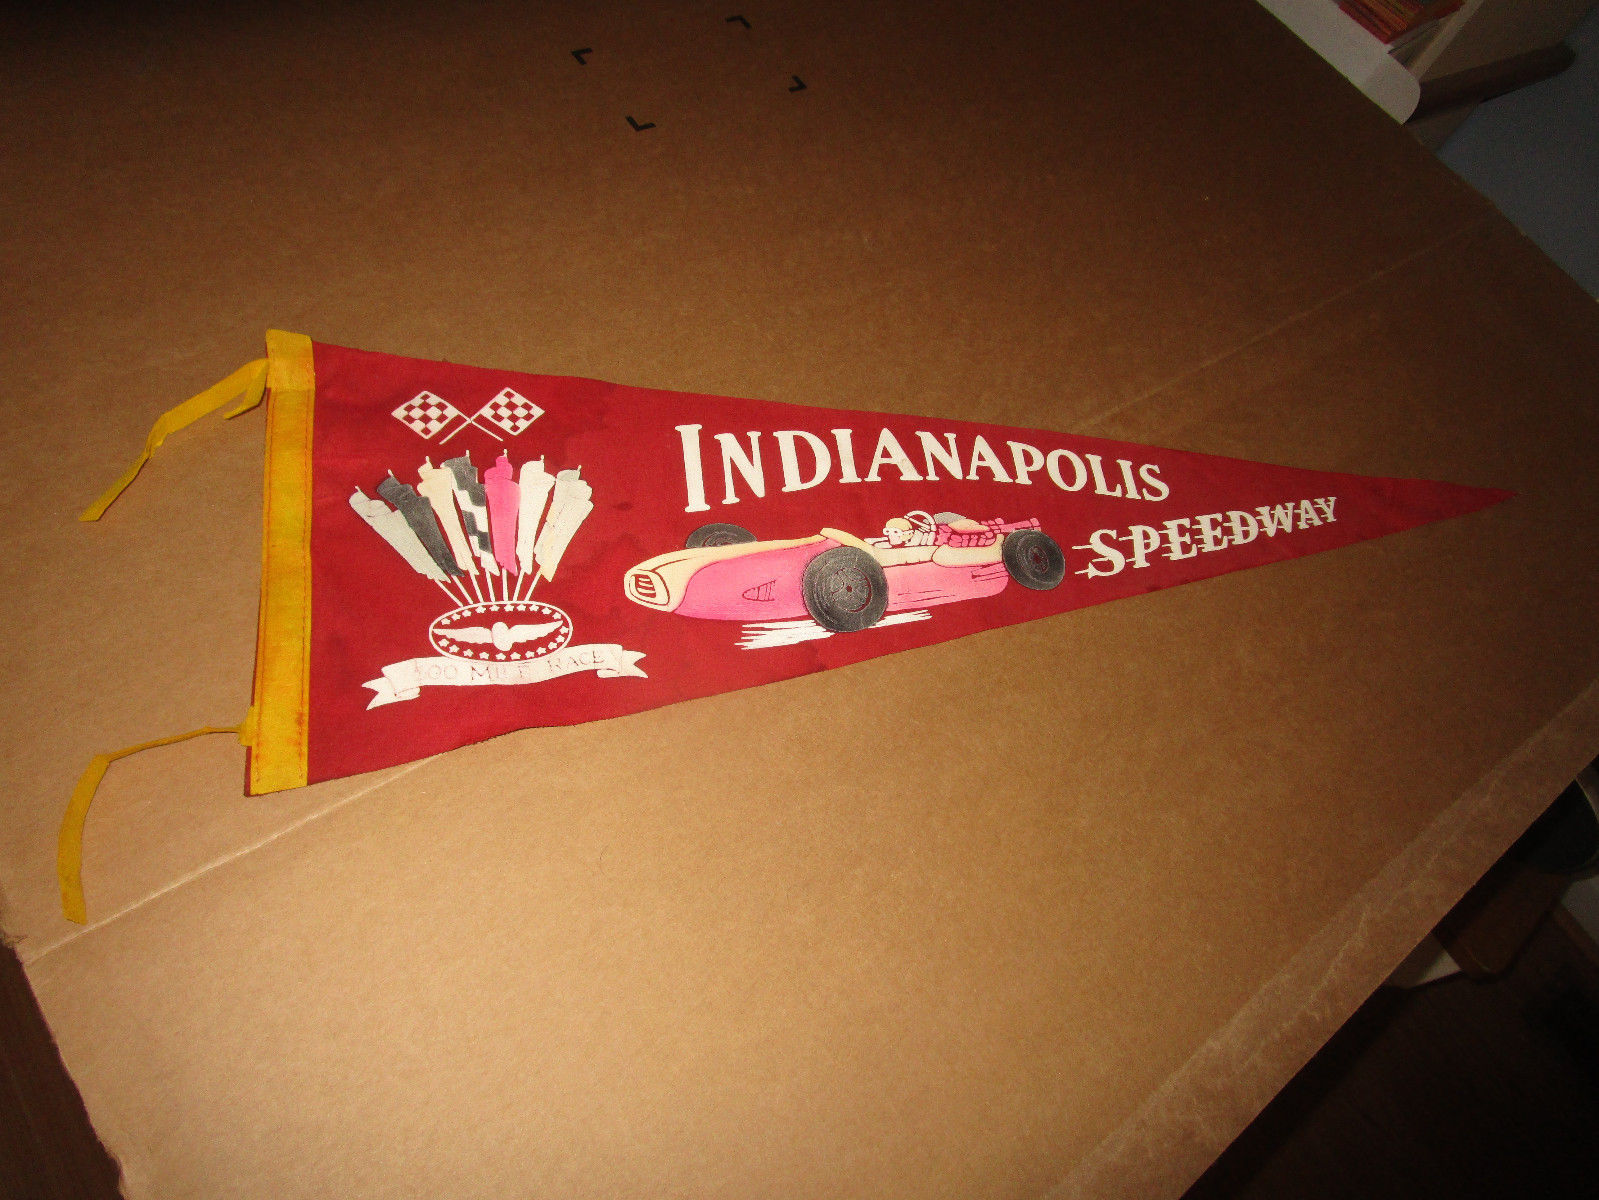 INDIANAPOLIS
SPEEDWAY
500 MILE RACE